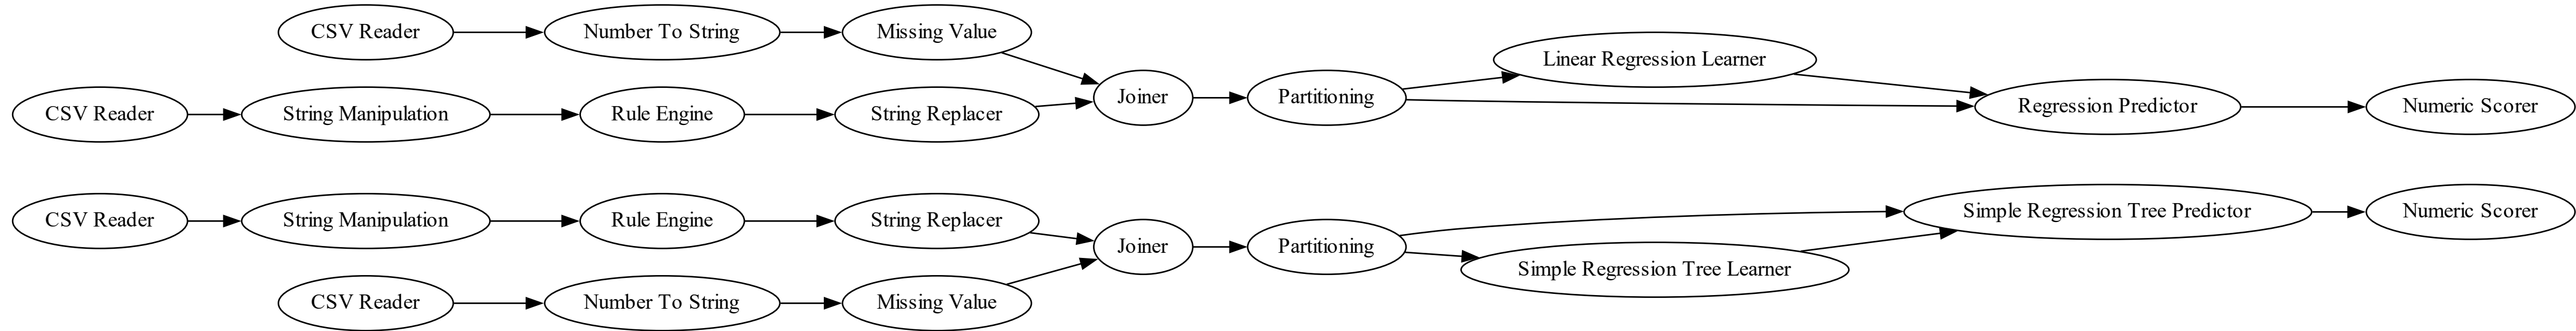 CSV Reader
Number To String
Missing Value
CSV Reader
String Manipulation
Rule Engine
String Replacer
Joiner
Partitioning
Linear Regression Learner
Regression Predictor
Numeric Scorer
CSV Reader
String Manipulation
Rule Engine
String Replacer
Joiner
Partitioning
Simple Regression Tree Predictor
Numeric Scorer
Simple Regression Tree Learner
CSV Reader
Number To String
Missing Value